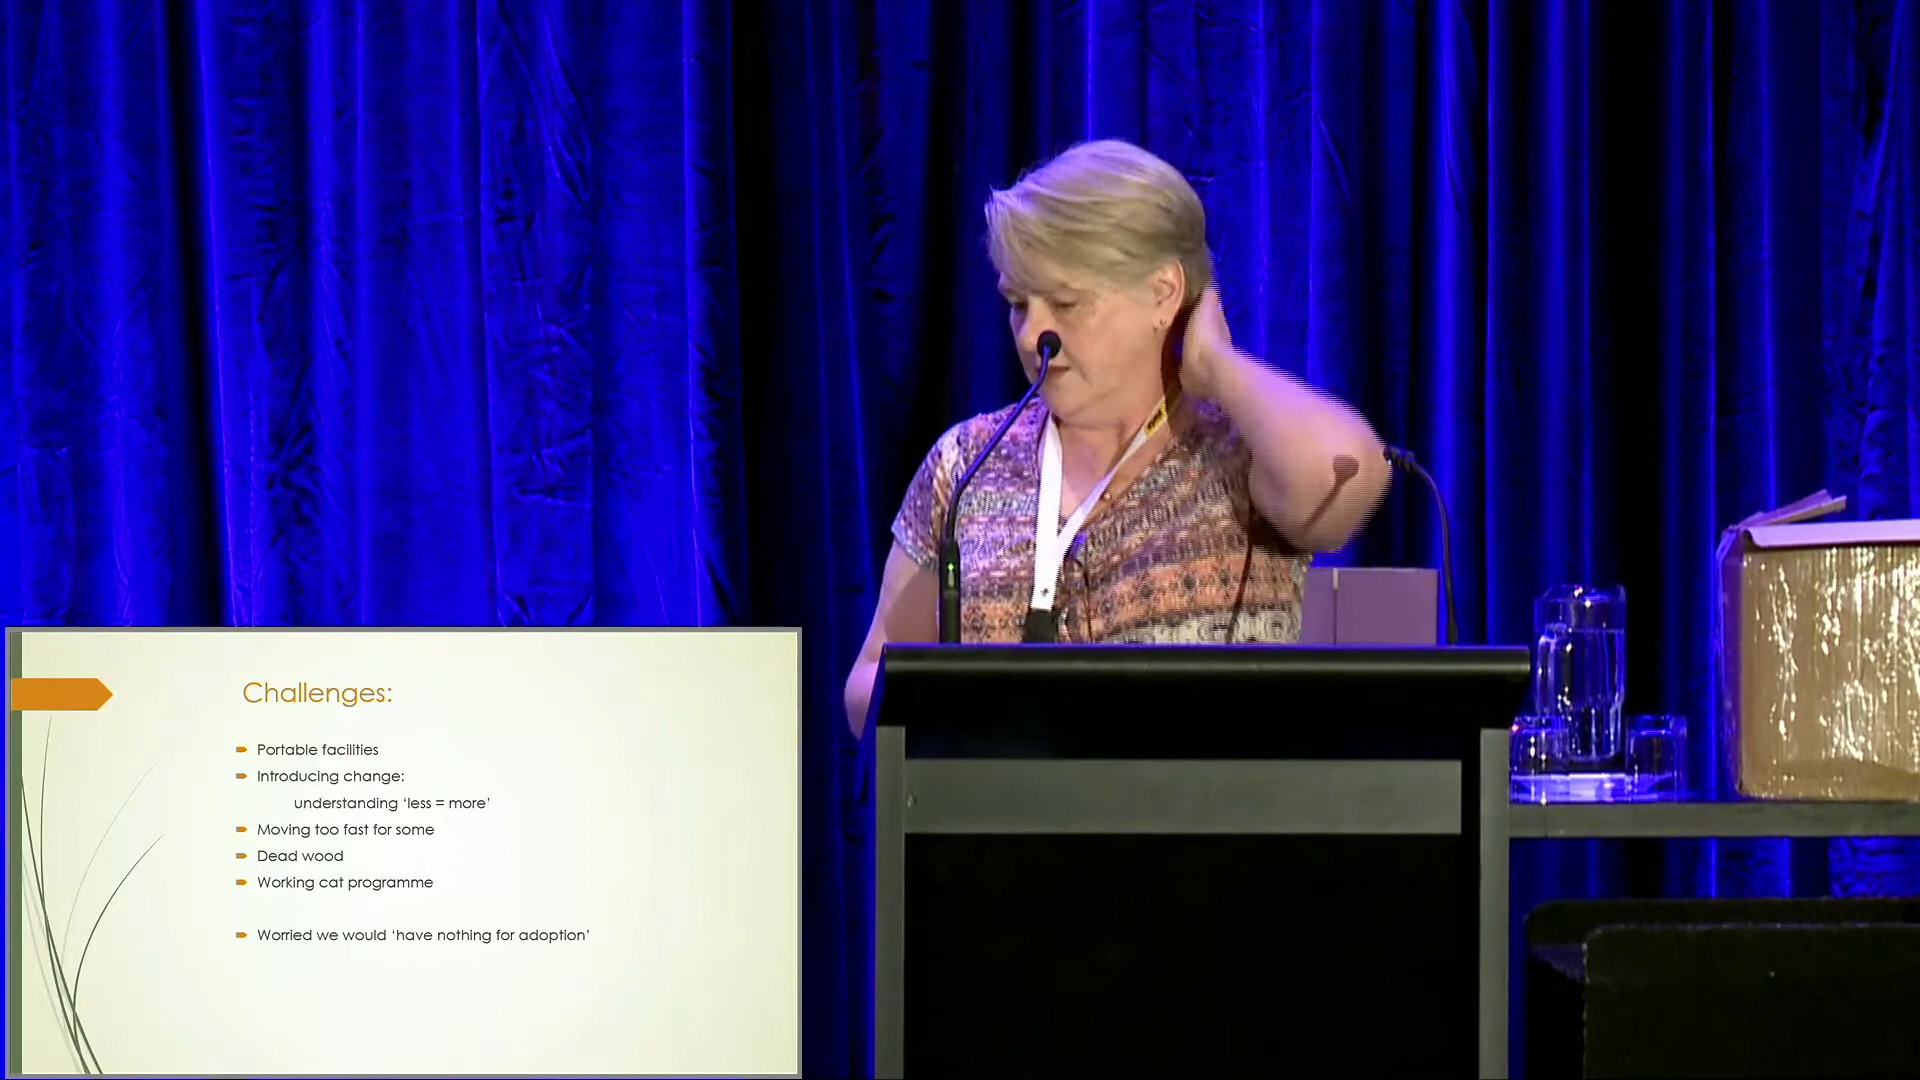 Challenges:
Portable facilities
Introducing change:
understanding ‘less = more’
Moving too fast for some
Dead wood
Working cat programme
Worried we would ‘have nothing for adoption’